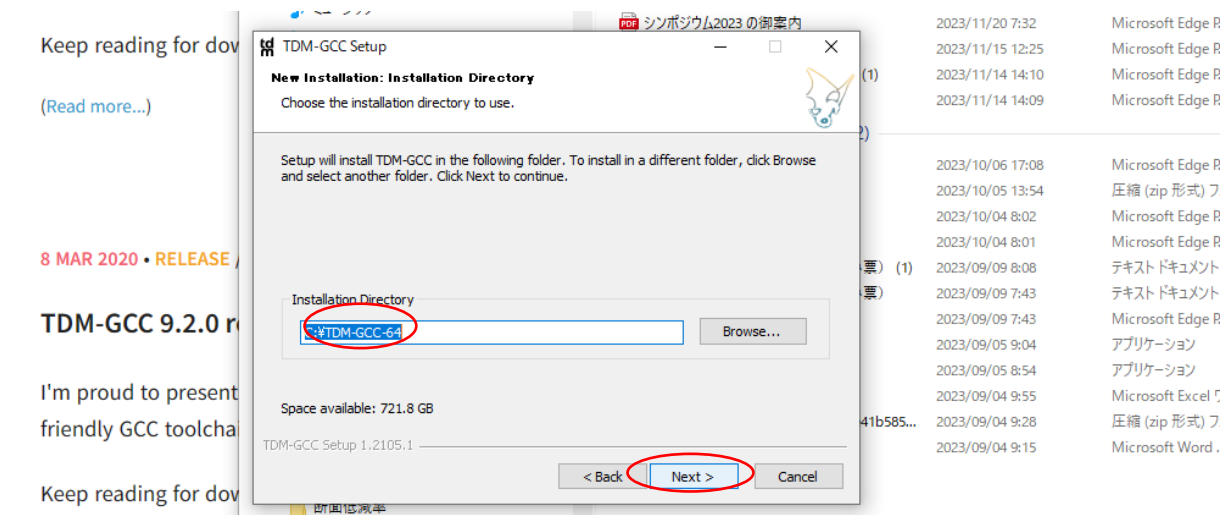 Keep reading for dov
(Read more...)
8 MAR 2020 • RELEASE /
TDM-GCC 9.2.0 r
I'm proud to present
friendly GCC toolchai
Keep reading for dov
TDM-GCC Setup
New Installation: Installation Directory
Choose the installation directory to use.
Setup will install TDM-GCC in the following folder. To install in a different folder, click Browse
and select another folder. Click Next to continue.
Installation Directory
C:¥TDM-GCC-64
Browse...
Space available: 721.8 GB
TDM-GCC Setup 1.2105.1
< Back
Next >
Cancel
断面低減率
PDF シンポジウム2023 の御案内 2023/11/20 7:32 Microsoft Edge P
2023/11/15 12:25 Microsoft Edge P
(1) 2023/11/14 14:10 Microsoft Edge P
2023/11/14 14:09 Microsoft Edge P
2)
2023/10/06 17:08 Microsoft Edge P
2023/10/05 13:54 圧縮 (zip 形式) フ
2023/10/04 8:02 Microsoft Edge P
2023/10/04 8:01 Microsoft Edge P
票） (1) 2023/09/09 8:08 テキスト ドキュメント
票） 2023/09/09 7:43 テキスト ドキュメント
2023/09/09 7:43 Microsoft Edge P
2023/09/05 9:04 アプリケーション
2023/09/05 8:54 アプリケーション
2023/09/04 9:55 Microsoft Excel ワ
41b585... 2023/09/04 9:28 圧縮 (zip 形式) フ
2023/09/04 9:15 Microsoft Word .